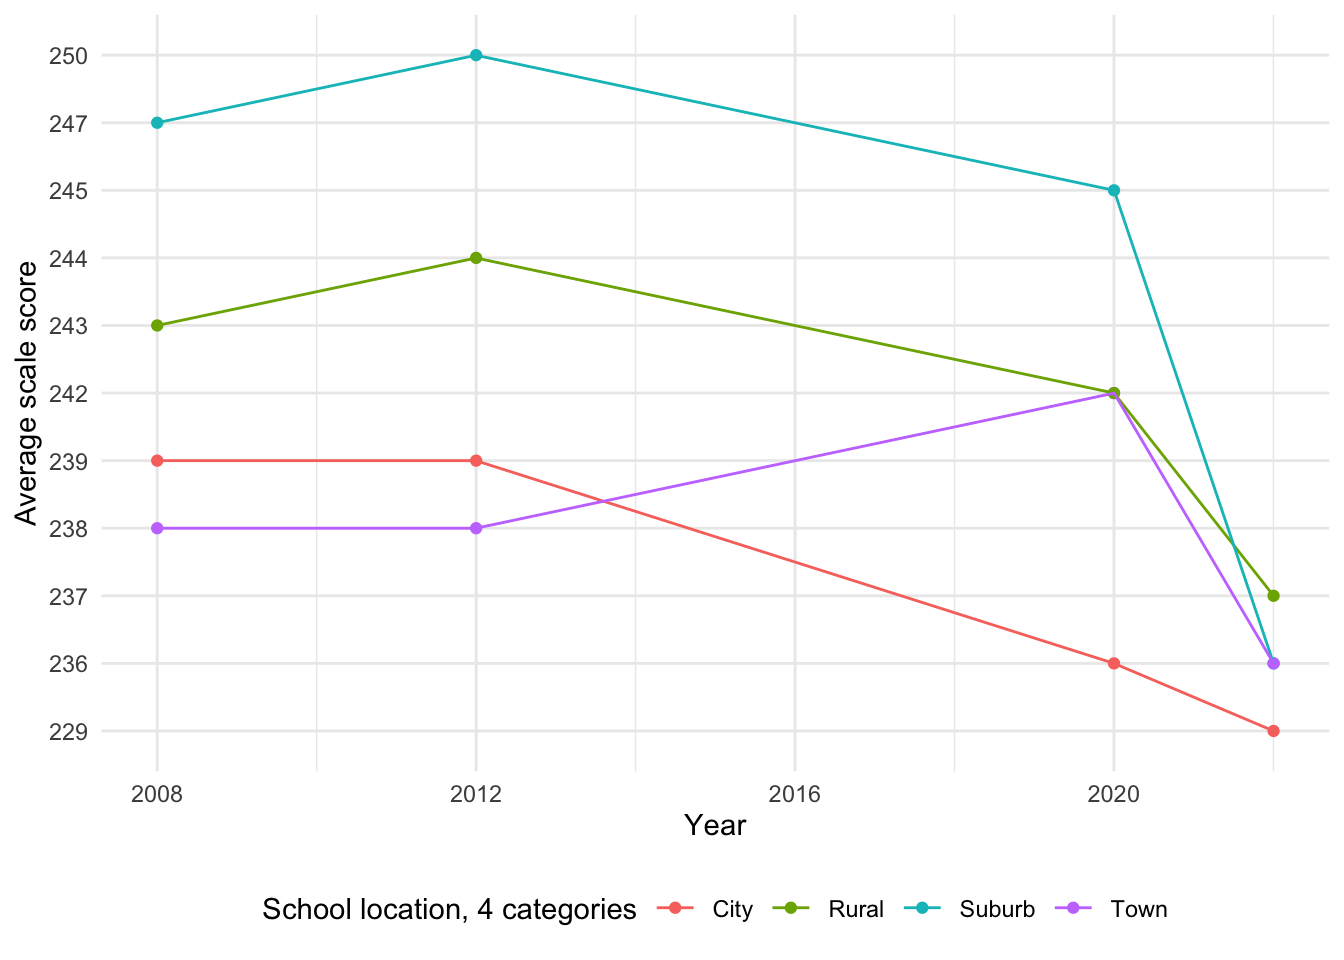 250
247
245
244
243
242
239
238
237
236
229
Average scale score
2008 2012 2016 2020
Year
School location, 4 categories City Rural Suburb Town